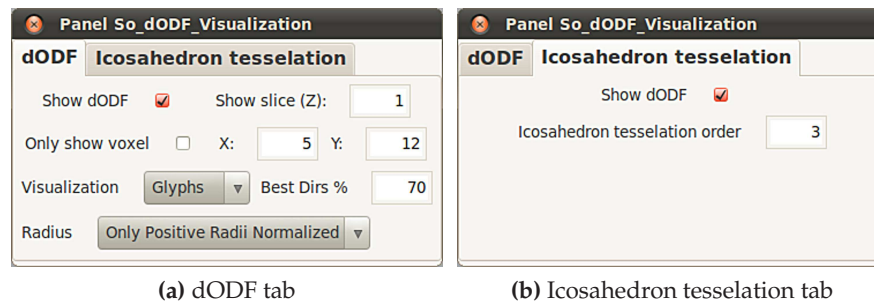 Panel So_dODF_Visualization
dODF Icosahedron tesselation
Show dODF Show slice (Z): 1
Only show voxel X: 5 Y: 12
Visualization Glyphs Best Dirs % 70
Radius Only Positive Radii Normalized
(a) dODF tab
Panel So_dODF_Visualization
dODF Icosahedron tesselation
Show dODF
Icosahedron tesselation order 3
(b) Icosahedron tesselation tab